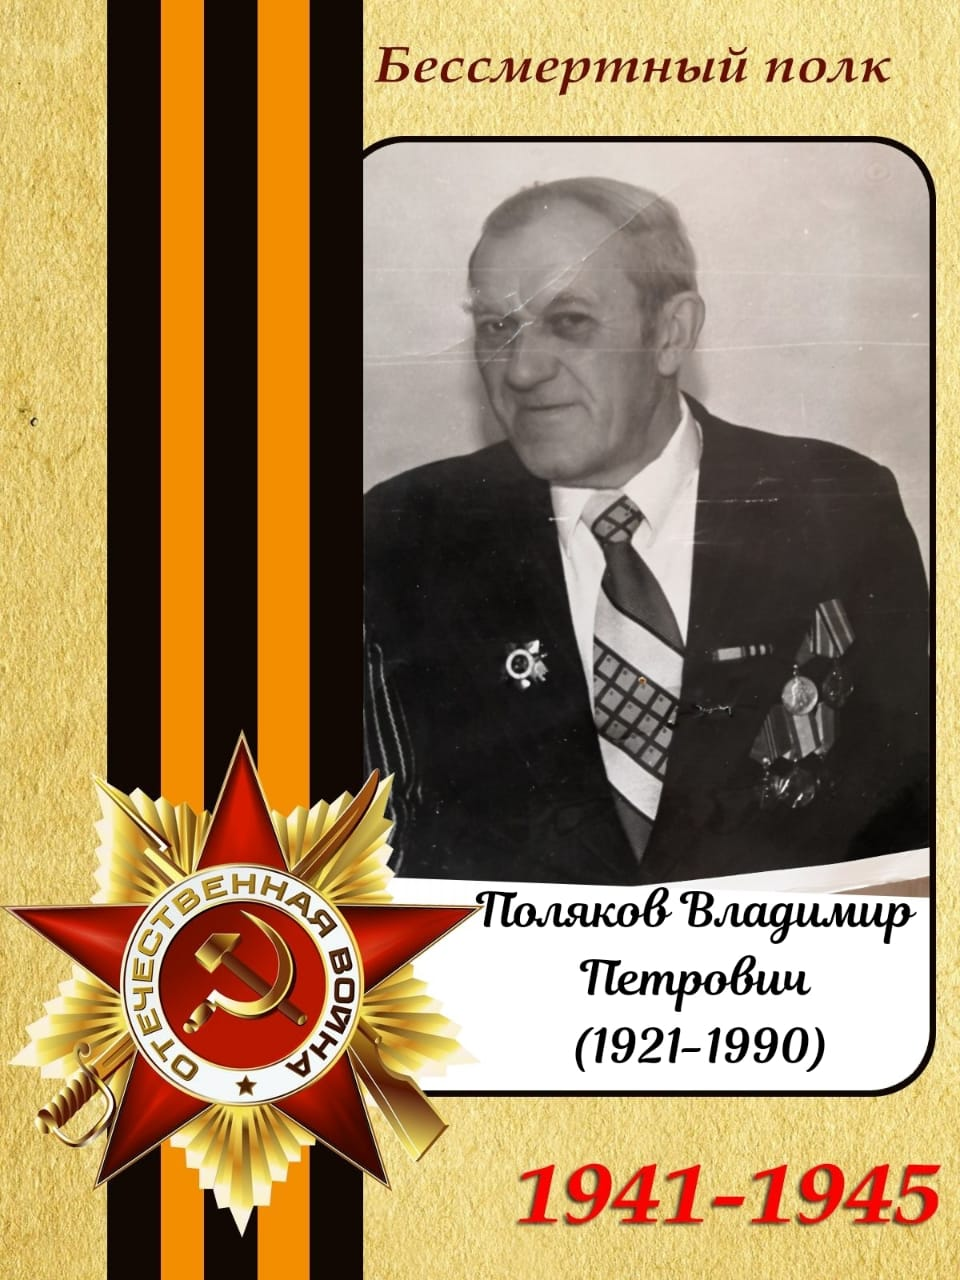 Бессмертный полк
ОТЕЧЕСТВЕННАЯ ВОЙНА
Поляков Владимир
Петрович
(1921-1990)
1941-1945